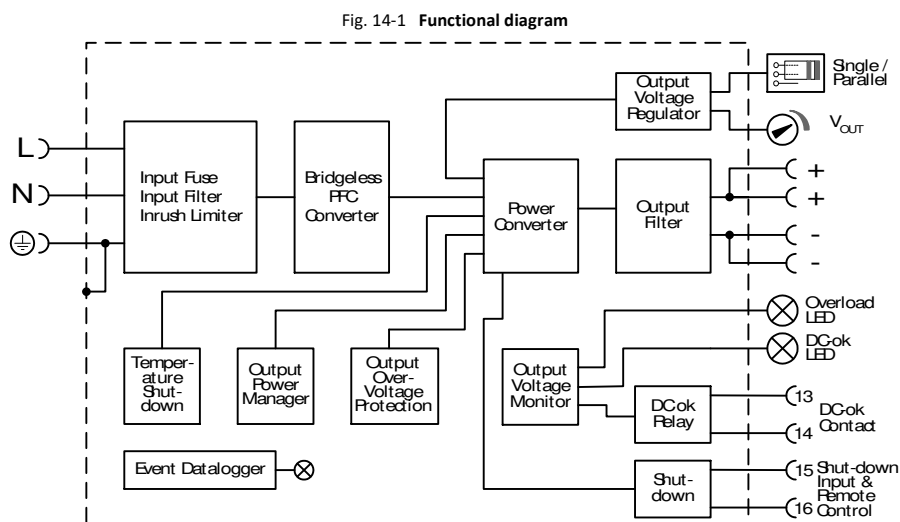 Fig. 14-1 Functional diagram
Output
Voltage
Regulator
Single /
Parallel
VOUT
L
N
Input Fuse
Input Filter
Inrush Limiter
Bridgeless
PFC
Converter
Power
Converter
Output
Filter
+
+
-
-
Temper-
ature
Shut-
down
Output
Power
Manager
Output
Over-
Voltage
Protection
Output
Voltage
Monitor
Overload
LED
DC-ok
LED
DC-ok
Relay
13
14
DC-ok
Contact
Event Datalogger
Shut-
down
15
16
Shut-down
Input &
Remote
Control